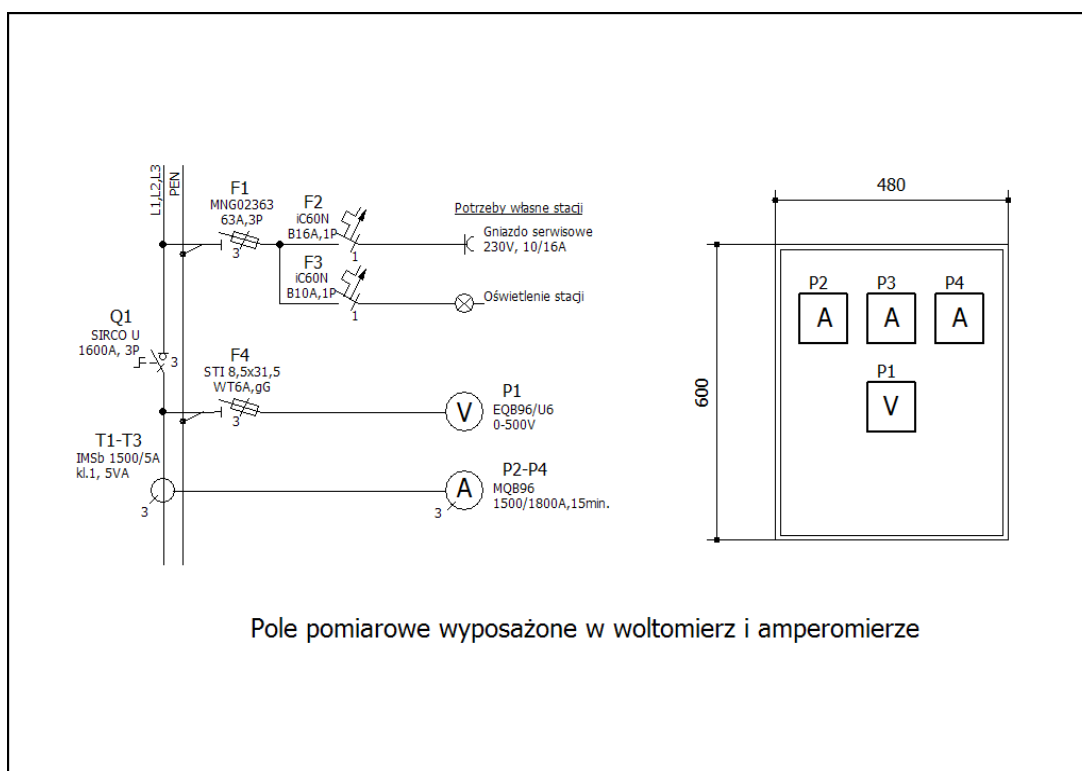 L1,L2,L3
PEN
F1
MNG02363
63A,3P
3
F2
iC60N
B16A,1P
1
Potrzeby własne stacji
Gniazdo serwisowe
230V, 10/16A
F3
iC60N
B10A,1P
1
Oświetlenie stacji
Q1
SIRCO U
1600A, 3P
3
F4
STI 8,5x31,5
WT6A,gG
3
V
P1
EQB96/U6
0-500V
T1-T3
IMSb 1500/5A
kl.1, 5VA
3
A
3
P2-P4
MQB96
1500/1800A,15min.
480
600
P2
P3
P4
A
A
A
P1
V
Pole pomiarowe wyposażone w woltomierz i amperomierze